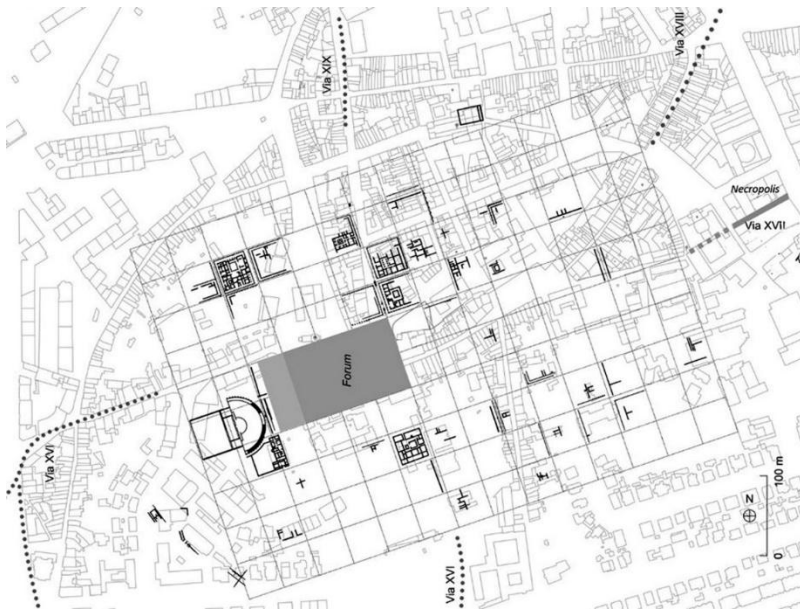 Via XIX
Via XVIII
Necropolis
Via XVII
Forum
Via XVI
100 m
N
0
Via XVI